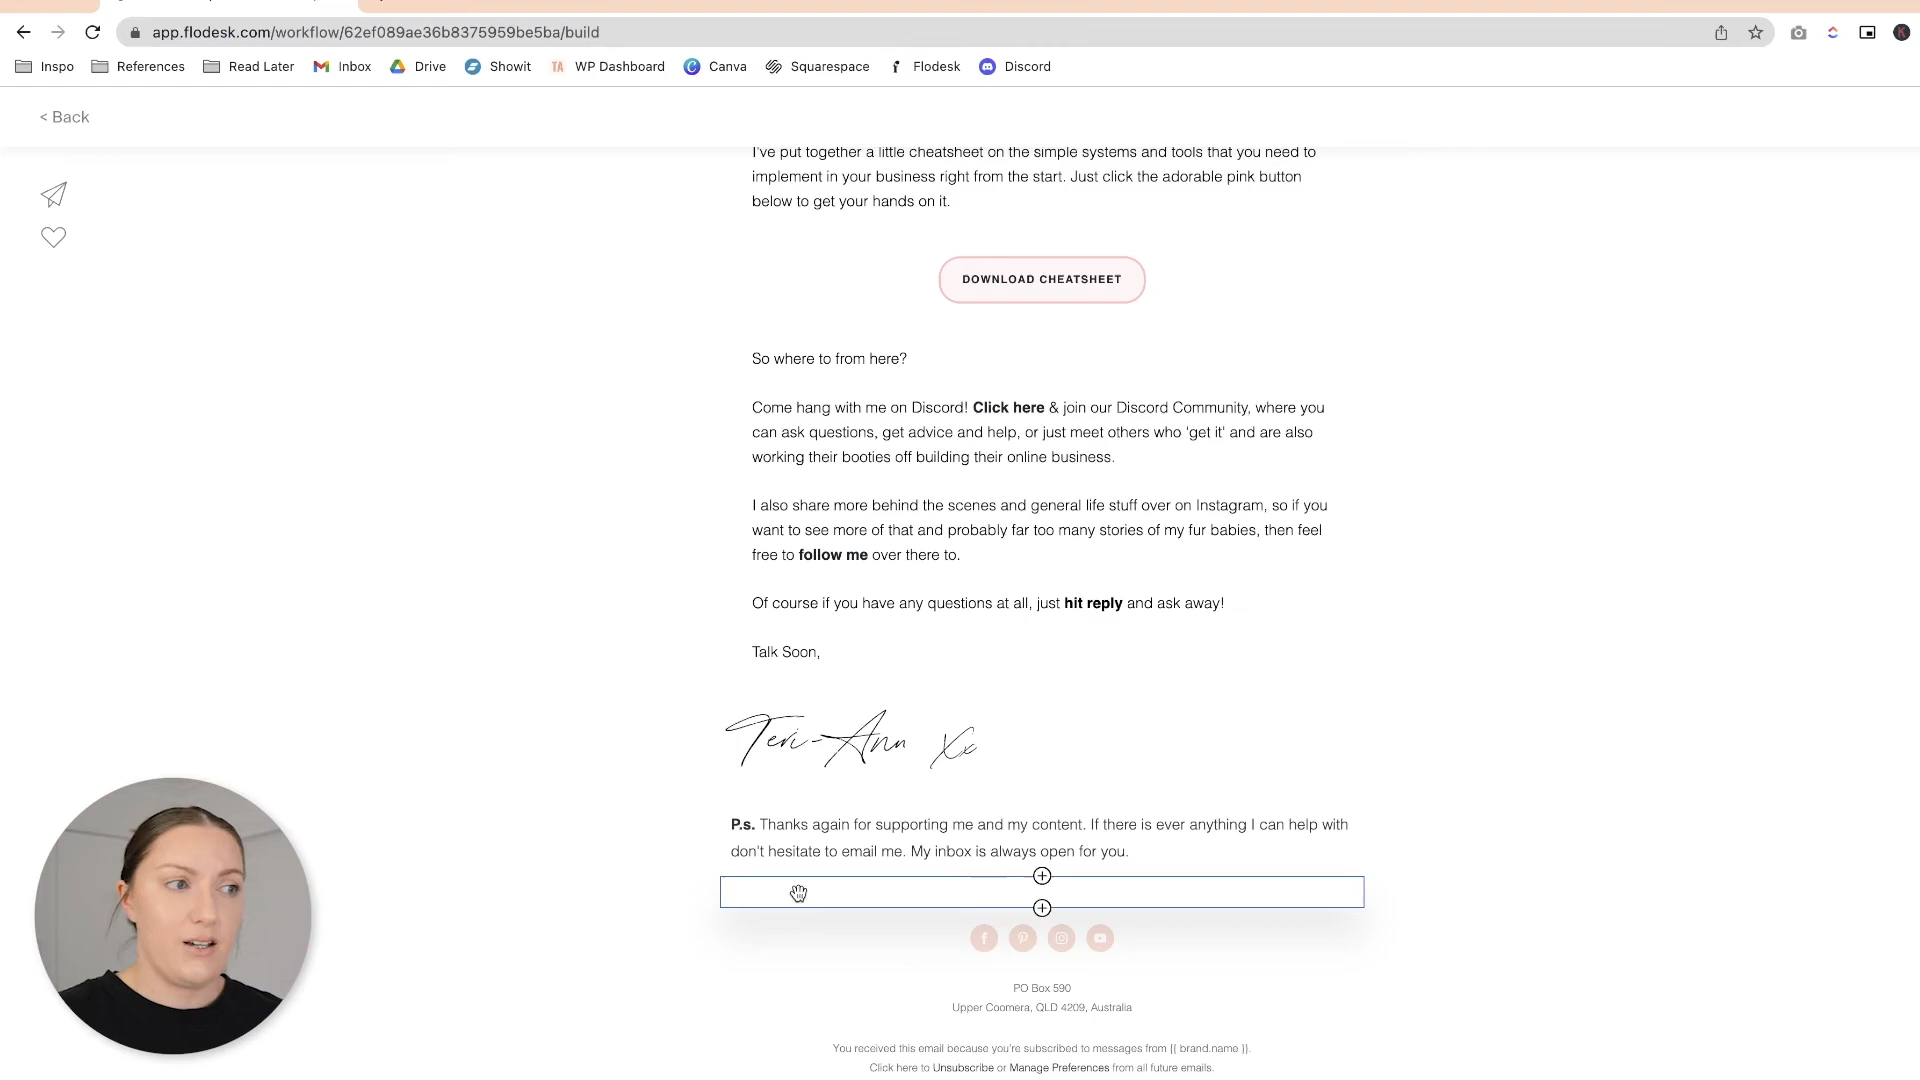 app.flodesk.com/workflow/62ef089ae36b8375959be5ba/build
K
Inspo References Read Later Inbox Drive Showit TA WP Dashboard Canva Squarespace Flodesk Discord
< Back
I've put together a little cheatsheet on the simple systems and tools that you need to
implement in your business right from the start. Just click the adorable pink button
below to get your hands on it.
DOWNLOAD CHEATSHEET
So where to from here?
Come hang with me on Discord! Click here & join our Discord Community, where you
can ask questions, get advice and help, or just meet others who 'get it' and are also
working their booties off building their online business.
I also share more behind the scenes and general life stuff over on Instagram, so if you
want to see more of that and probably far too many stories of my fur babies, then feel
free to follow me over there to.
Of course if you have any questions at all, just hit reply and ask away!
Talk Soon,
Teri-Ann Xx
P.s. Thanks again for supporting me and my content. If there is ever anything I can help with
don't hesitate to email me. My inbox is always open for you.
PO Box 590
Upper Coomera, QLD 4209, Australia
You received this email because you're subscribed to messages from {{ brand.name }}.
Click here to Unsubscribe or Manage Preferences from all future emails.